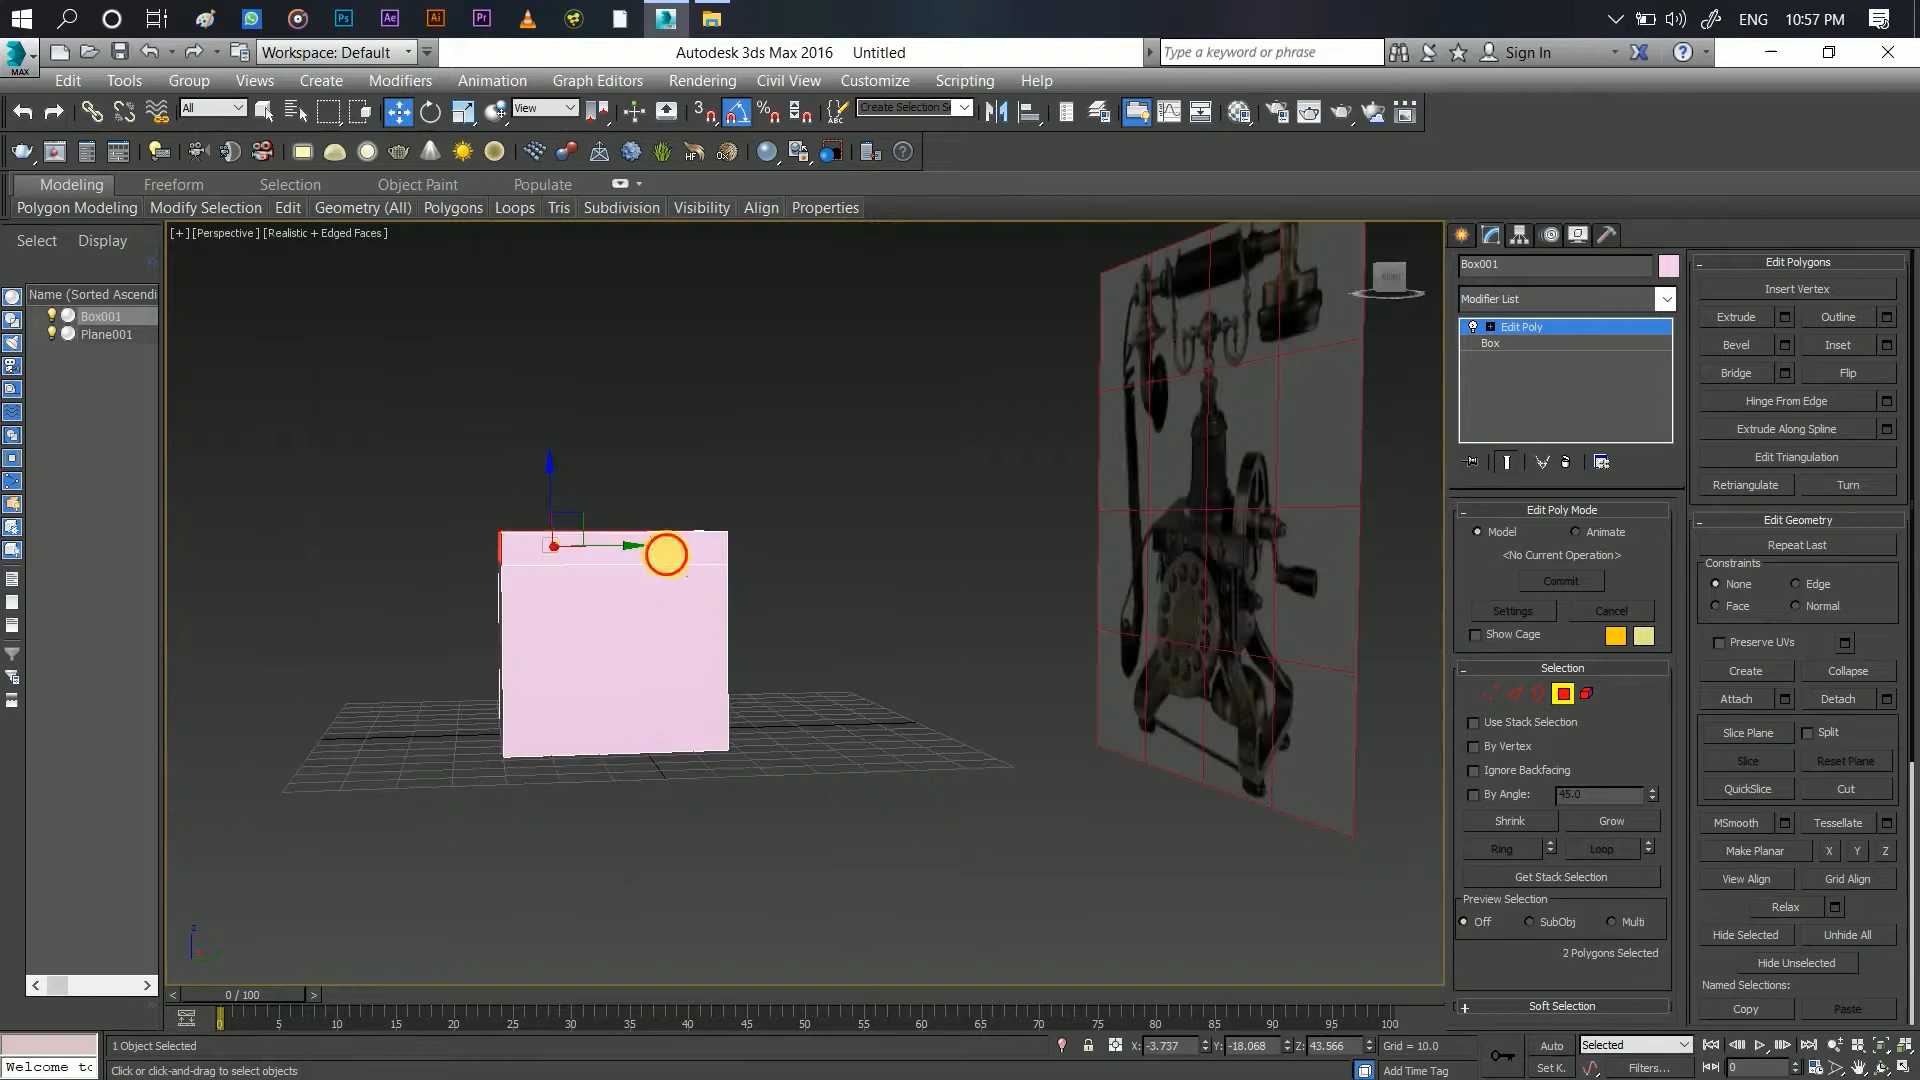 Ps
Ae
Ai
Pr
ENG
10:57 PM
MAX
Workspace: Default
Autodesk 3ds Max 2016 Untitled
Type a keyword or phrase
Sign In
Edit Tools Group Views Create Modifiers Animation Graph Editors Rendering Civil View Customize Scripting Help
All
View
3
Create Selection Se
HF
Modeling Freeform Selection Object Paint Populate
Polygon Modeling Modify Selection Edit Geometry (All) Polygons Loops Tris Subdivision Visibility Align Properties
Select Display
Name (Sorted Ascendi
Box001
Plane001
[+] [Perspective ] [Realistic + Edged Faces ]
Box001
Modifier List
Edit Poly
Box
Edit Poly Mode
Model Animate
<No Current Operation>
Commit
Settings Cancel
Show Cage
Selection
Use Stack Selection
By Vertex
Ignore Backfacing
By Angle: 45.0
Shrink Grow
Ring Loop
Get Stack Selection
Preview Selection
Off SubObj Multi
2 Polygons Selected
Soft Selection
Edit Polygons
Insert Vertex
Extrude Outline
Bevel Inset
Bridge Flip
Hinge From Edge
Extrude Along Spline
Edit Triangulation
Retriangulate Turn
Edit Geometry
Repeat Last
Constraints
None Edge
Face Normal
Preserve UVs
Create Collapse
Attach Detach
Slice Plane Split
Slice Reset Plane
QuickSlice Cut
MSmooth Tessellate
Make Planar X Y Z
View Align Grid Align
Relax
Hide Selected Unhide All
Hide Unselected
Named Selections:
Copy Paste
z
0 / 100
0 5 10 15 20 25 30 35 40 45 50 55 60 65 70 75 80 85 90 95 100
1 Object Selected
X: -3.737 Y: -18.068 Z: 43.566 Grid = 10.0
Auto Selected
Welcome to
Click or click-and-drag to select objects
Add Time Tag
Set K. Filters...
0